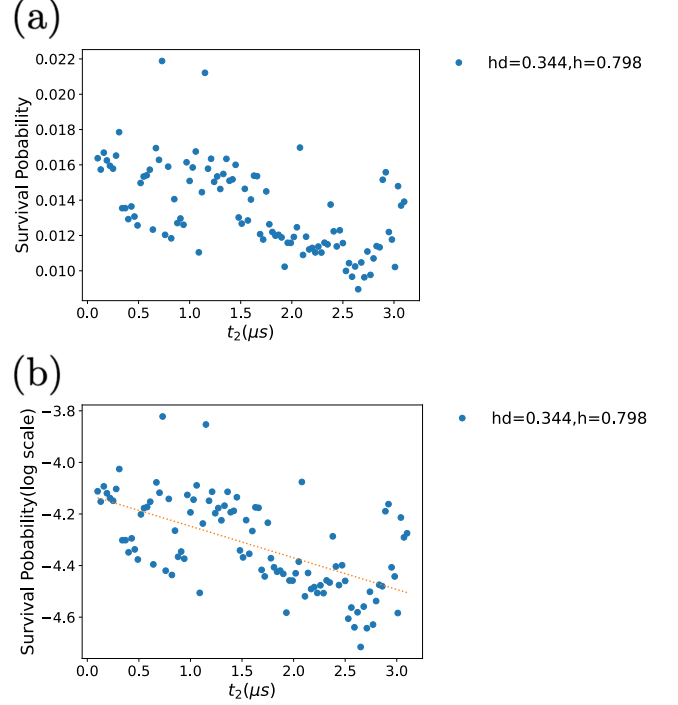 (a)
0.022
0.020
0.018
0.016
0.014
0.012
0.010
Survival Pobability
0.0 0.5 1.0 1.5 2.0 2.5 3.0
t₂(μs)
hd=0.344,h=0.798
(b)
−3.8
−4.0
−4.2
−4.4
−4.6
Survival Pobability(log scale)
0.0 0.5 1.0 1.5 2.0 2.5 3.0
t₂(μs)
hd=0.344,h=0.798